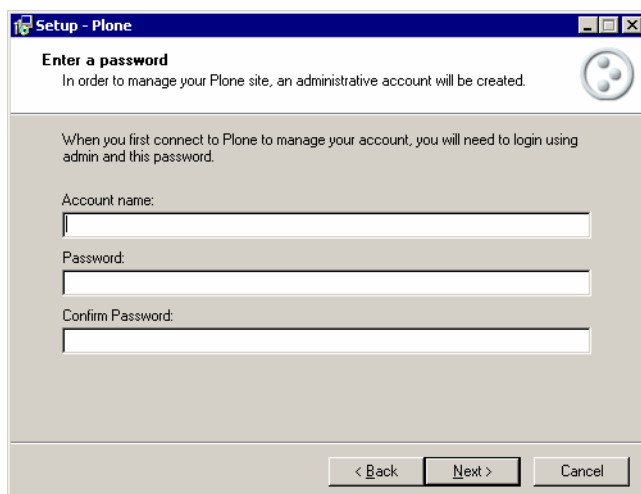 Setup - Plone
Enter a password
In order to manage your Plone site, an administrative account will be created.
When you first connect to Plone to manage your account, you will need to login using
admin and this password.
Account name:
Password:
Confirm Password:
< Back Next > Cancel